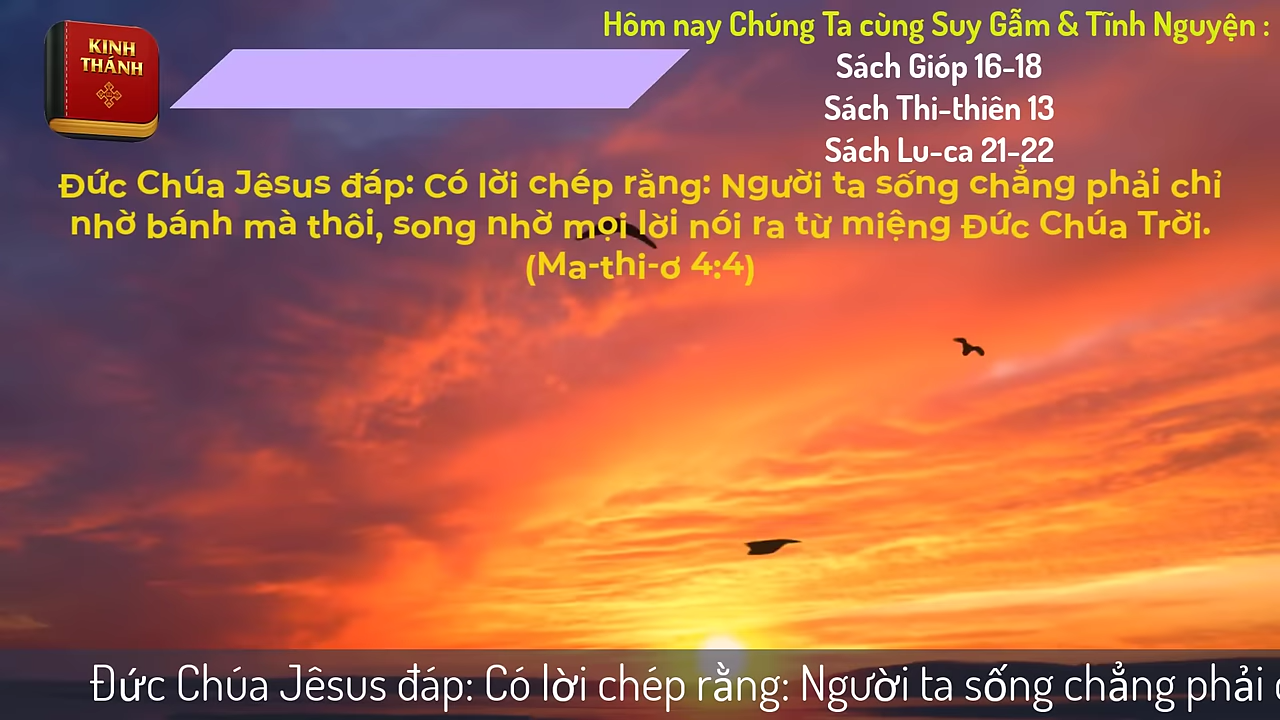 KINH
THÁNH
Hôm nay Chúng Ta cùng Suy Gẫm & Tĩnh Nguyện :
Sách Gióp 16-18
Sách Thi-thiên 13
Sách Lu-ca 21-22
Đức Chúa Jêsus đáp: Có lời chép rằng: Người ta sống chẳng phải chỉ
nhờ bánh mà thôi, song nhờ mọi lời nói ra từ miệng Đức Chúa Trời.
(Ma-thi-ơ 4:4)
Đức Chúa Jêsus đáp: Có lời chép rằng: Người ta sống chẳng phải